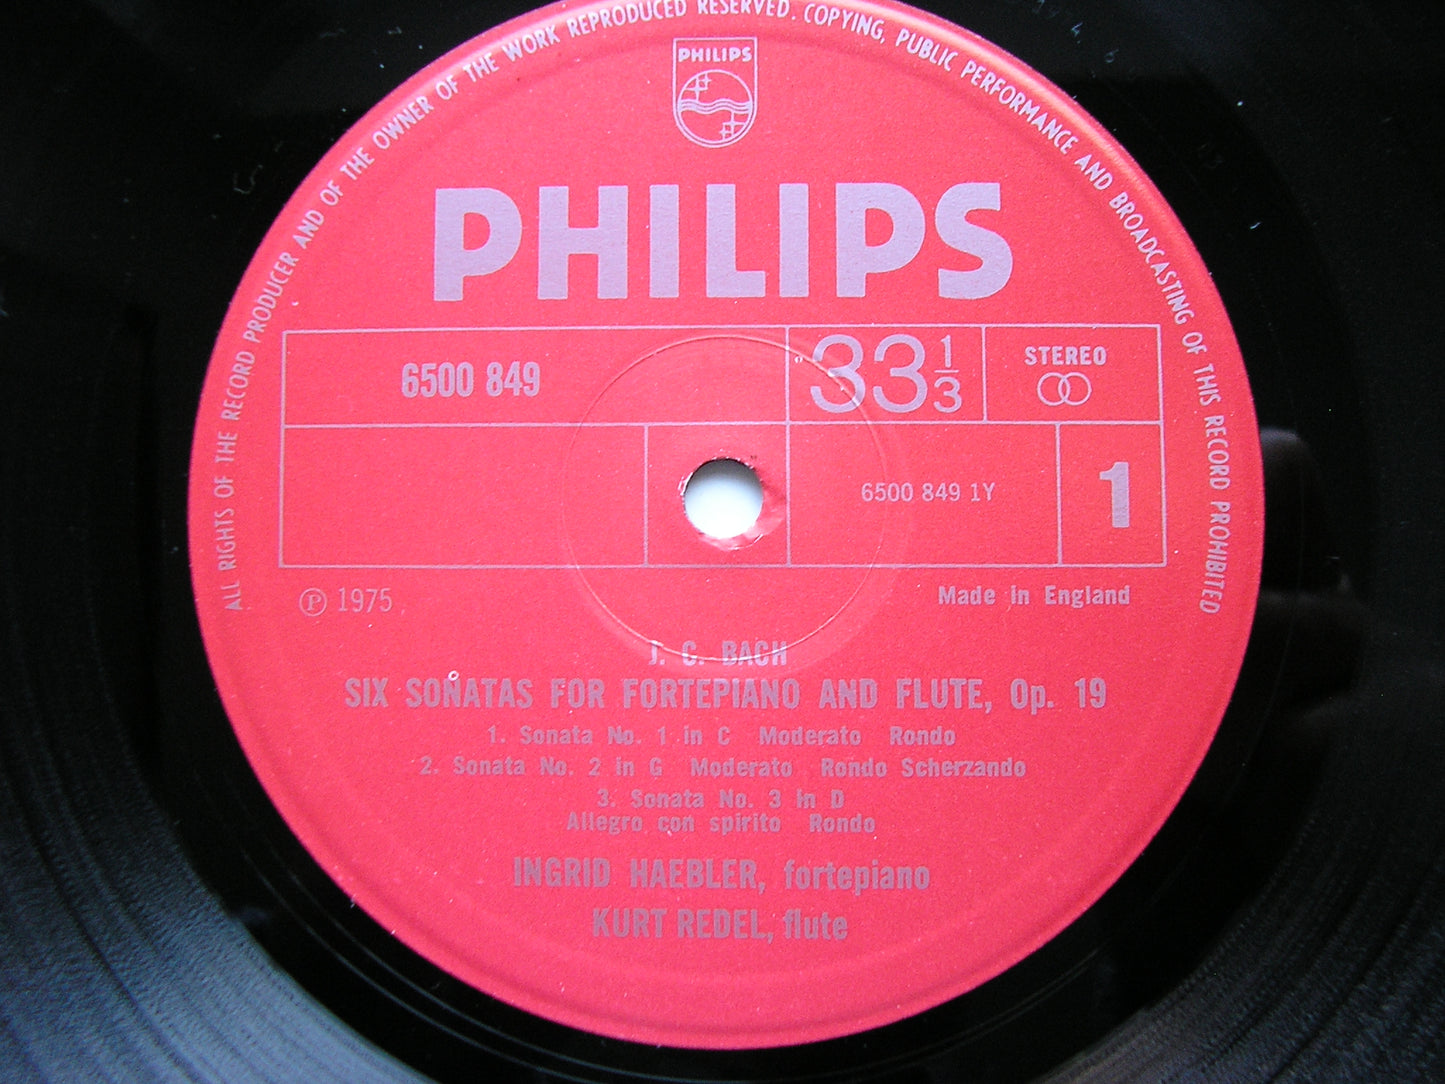 ALL RIGHTS OF THE RECORD PRODUCER AND OF THE OWNER OF THE WORK REPRODUCED RESERVED. COPYING, PUBLIC PERFORMANCE AND BROADCASTING OF THIS RECORD PROHIBITED
PHILIPS
PHILIPS
6500 849
33 1/3
STEREO
6500 849 1Y
1
℗ 1975
Made in England
J. C. BACH
SIX SONATAS FOR FORTEPIANO AND FLUTE, Op. 19
1. Sonata No. 1 in C Moderato Rondo
2. Sonata No. 2 in G Moderato Rondo Scherzando
3. Sonata No. 3 in D
Allegro con spirito Rondo
INGRID HAEBLER, fortepiano
KURT REDEL, flute